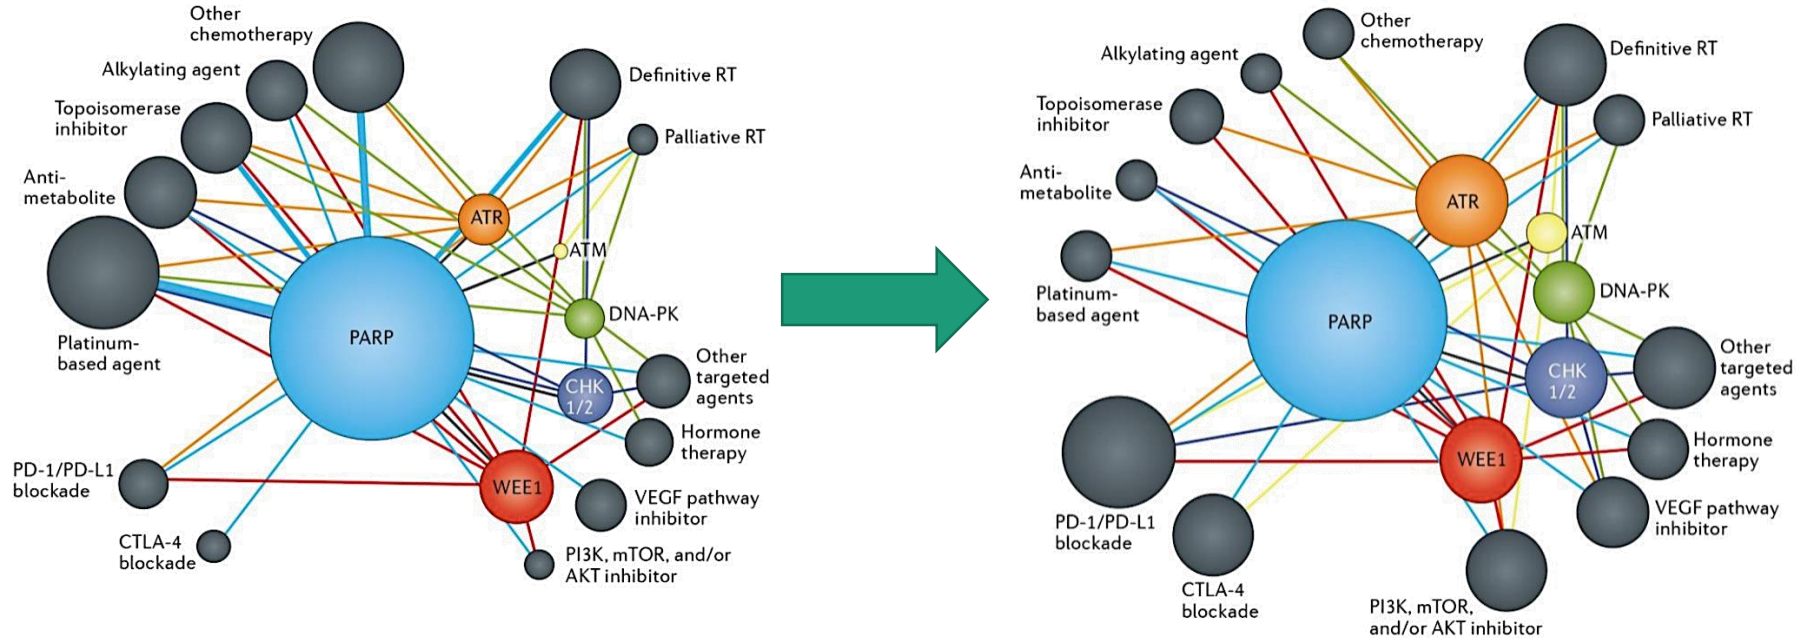 Other
chemotherapy
Alkylating agent
Topoisomerase
inhibitor
Anti-
metabolite
Platinum-
based agent
PD-1/PD-L1
blockade
CTLA-4
blockade
Definitive RT
Palliative RT
ATR
ATM
DNA-PK
PARP
CHK
1/2
WEE1
Other
targeted
agents
Hormone
therapy
VEGF pathway
inhibitor
PI3K, mTOR, and/or
AKT inhibitor
Other
chemotherapy
Alkylating agent
Topoisomerase
inhibitor
Anti-
metabolite
Platinum-
based agent
PD-1/PD-L1
blockade
CTLA-4
blockade
Definitive RT
Palliative RT
ATR
ATM
DNA-PK
PARP
CHK
1/2
WEE1
Other
targeted
agents
Hormone
therapy
VEGF pathway
inhibitor
PI3K, mTOR,
and/or AKT inhibitor